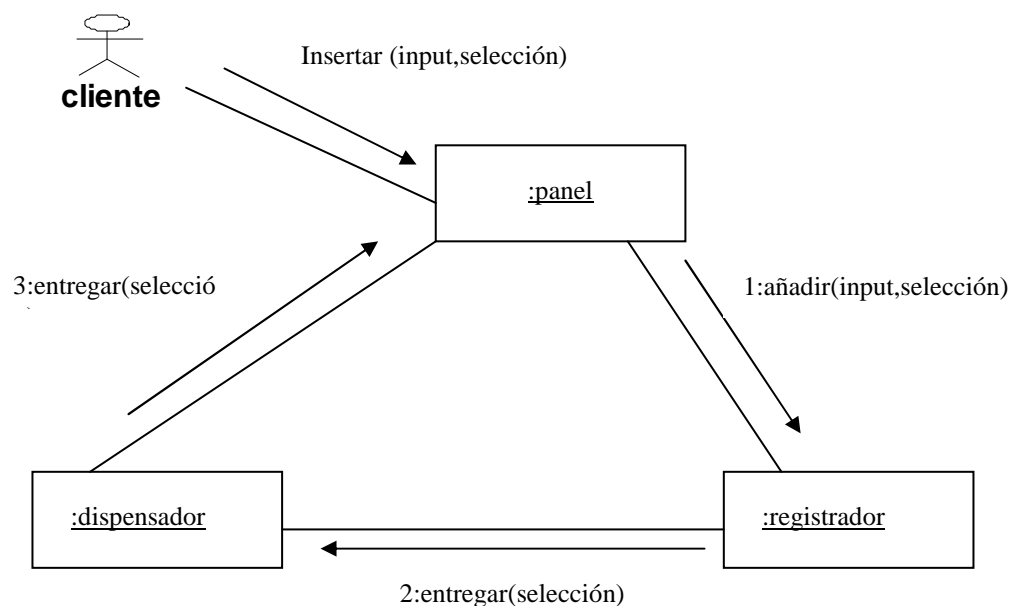 Insertar (input,selección)
cliente
:panel
3:entregar(selecció
1:añadir(input,selección)
:dispensador
:registrador
2:entregar(selección)